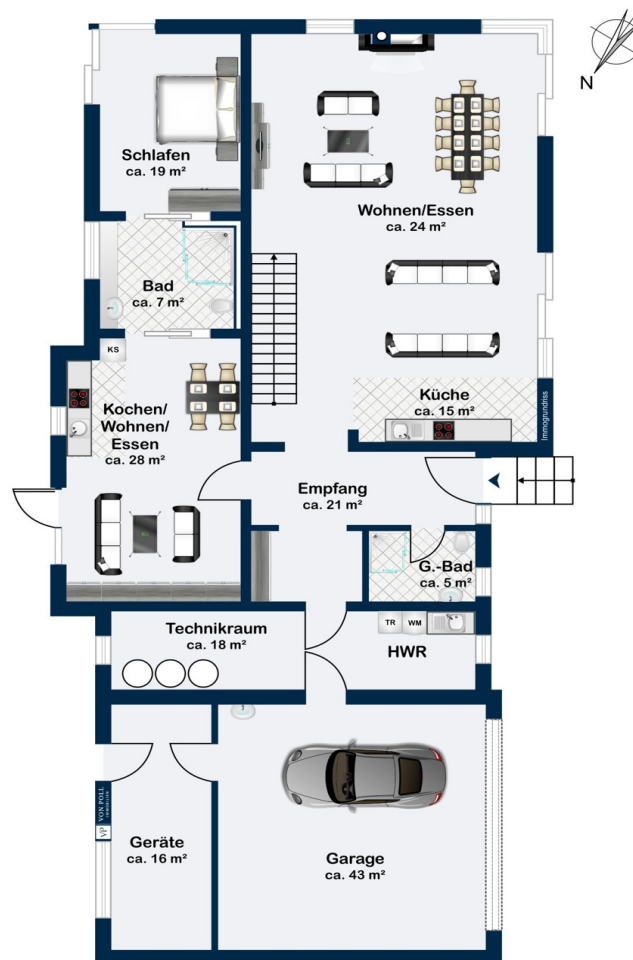 N
Schlafen
ca. 19 m²
Wohnen/Essen
ca. 24 m²
Bad
ca. 7 m²
KS
Kochen/
Wohnen/
Essen
ca. 28 m²
Küche
ca. 15 m²
Immogrundriss
Empfang
ca. 21 m²
G.-Bad
ca. 5 m²
Technikraum
ca. 18 m²
TR
WM
HWR
VP
VON POLL
IMMOBILIEN
Geräte
ca. 16 m²
Garage
ca. 43 m²